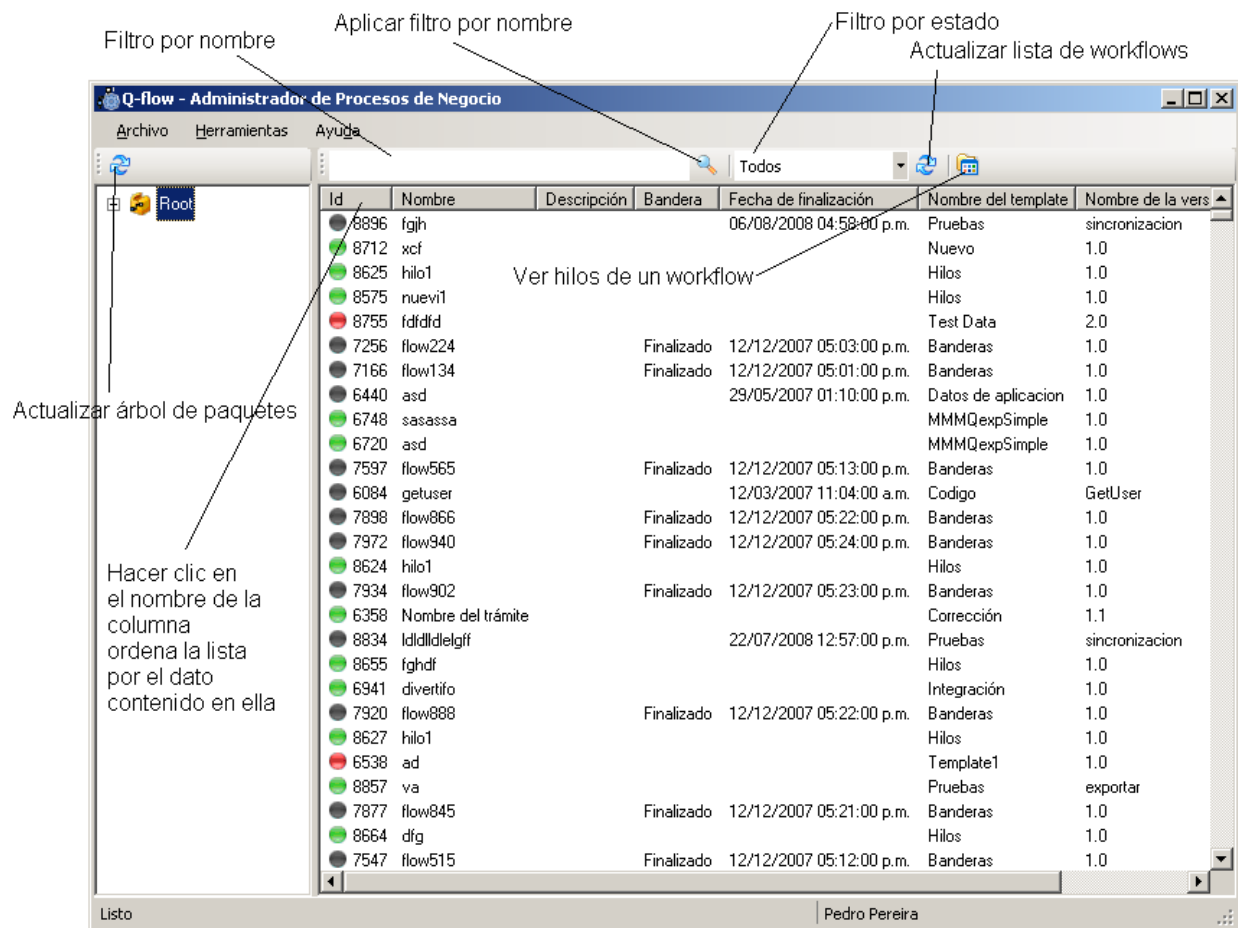 Filtro por nombre
Aplicar filtro por nombre
Filtro por estado
Actualizar lista de workflows
Q-flow - Administrador de Procesos de Negocio
Archivo Herramientas Ayuda
Todos
Root
Id Nombre Descripción Bandera Fecha de finalización Nombre del template Nombre de la vers
8896 fgjh 06/08/2008 04:58:00 p.m. Pruebas sincronizacion
8712 xcf Nuevo 1.0
8625 hilo1 Hilos 1.0
Ver hilos de un workflow
8575 nuevi1 Hilos 1.0
8755 fdfdfd Test Data 2.0
7256 flow224 Finalizado 12/12/2007 05:03:00 p.m. Banderas 1.0
7166 flow134 Finalizado 12/12/2007 05:01:00 p.m. Banderas 1.0
6440 asd 29/05/2007 01:10:00 p.m. Datos de aplicacion 1.0
Actualizar árbol de paquetes
6748 sasassa MMMQexpSimple 1.0
6720 asd MMMQexpSimple 1.0
7597 flow565 Finalizado 12/12/2007 05:13:00 p.m. Banderas 1.0
6084 getuser 12/03/2007 11:04:00 a.m. Codigo GetUser
7898 flow866 Finalizado 12/12/2007 05:22:00 p.m. Banderas 1.0
7972 flow940 Finalizado 12/12/2007 05:24:00 p.m. Banderas 1.0
8624 hilo1 Hilos 1.0
7934 flow902 Finalizado 12/12/2007 05:23:00 p.m. Banderas 1.0
6358 Nombre del trámite Corrección 1.1
8834 ldldlldlelgff 22/07/2008 12:57:00 p.m. Pruebas sincronizacion
8655 fghdf Hilos 1.0
6941 divertifo Integración 1.0
7920 flow888 Finalizado 12/12/2007 05:22:00 p.m. Banderas 1.0
8627 hilo1 Hilos 1.0
6538 ad Template1 1.0
8857 va Pruebas exportar
7877 flow845 Finalizado 12/12/2007 05:21:00 p.m. Banderas 1.0
8664 dfg Hilos 1.0
7547 flow515 Finalizado 12/12/2007 05:12:00 p.m. Banderas 1.0
Hacer clic en
el nombre de la
columna
ordena la lista
por el dato
contenido en ella
Listo Pedro Pereira